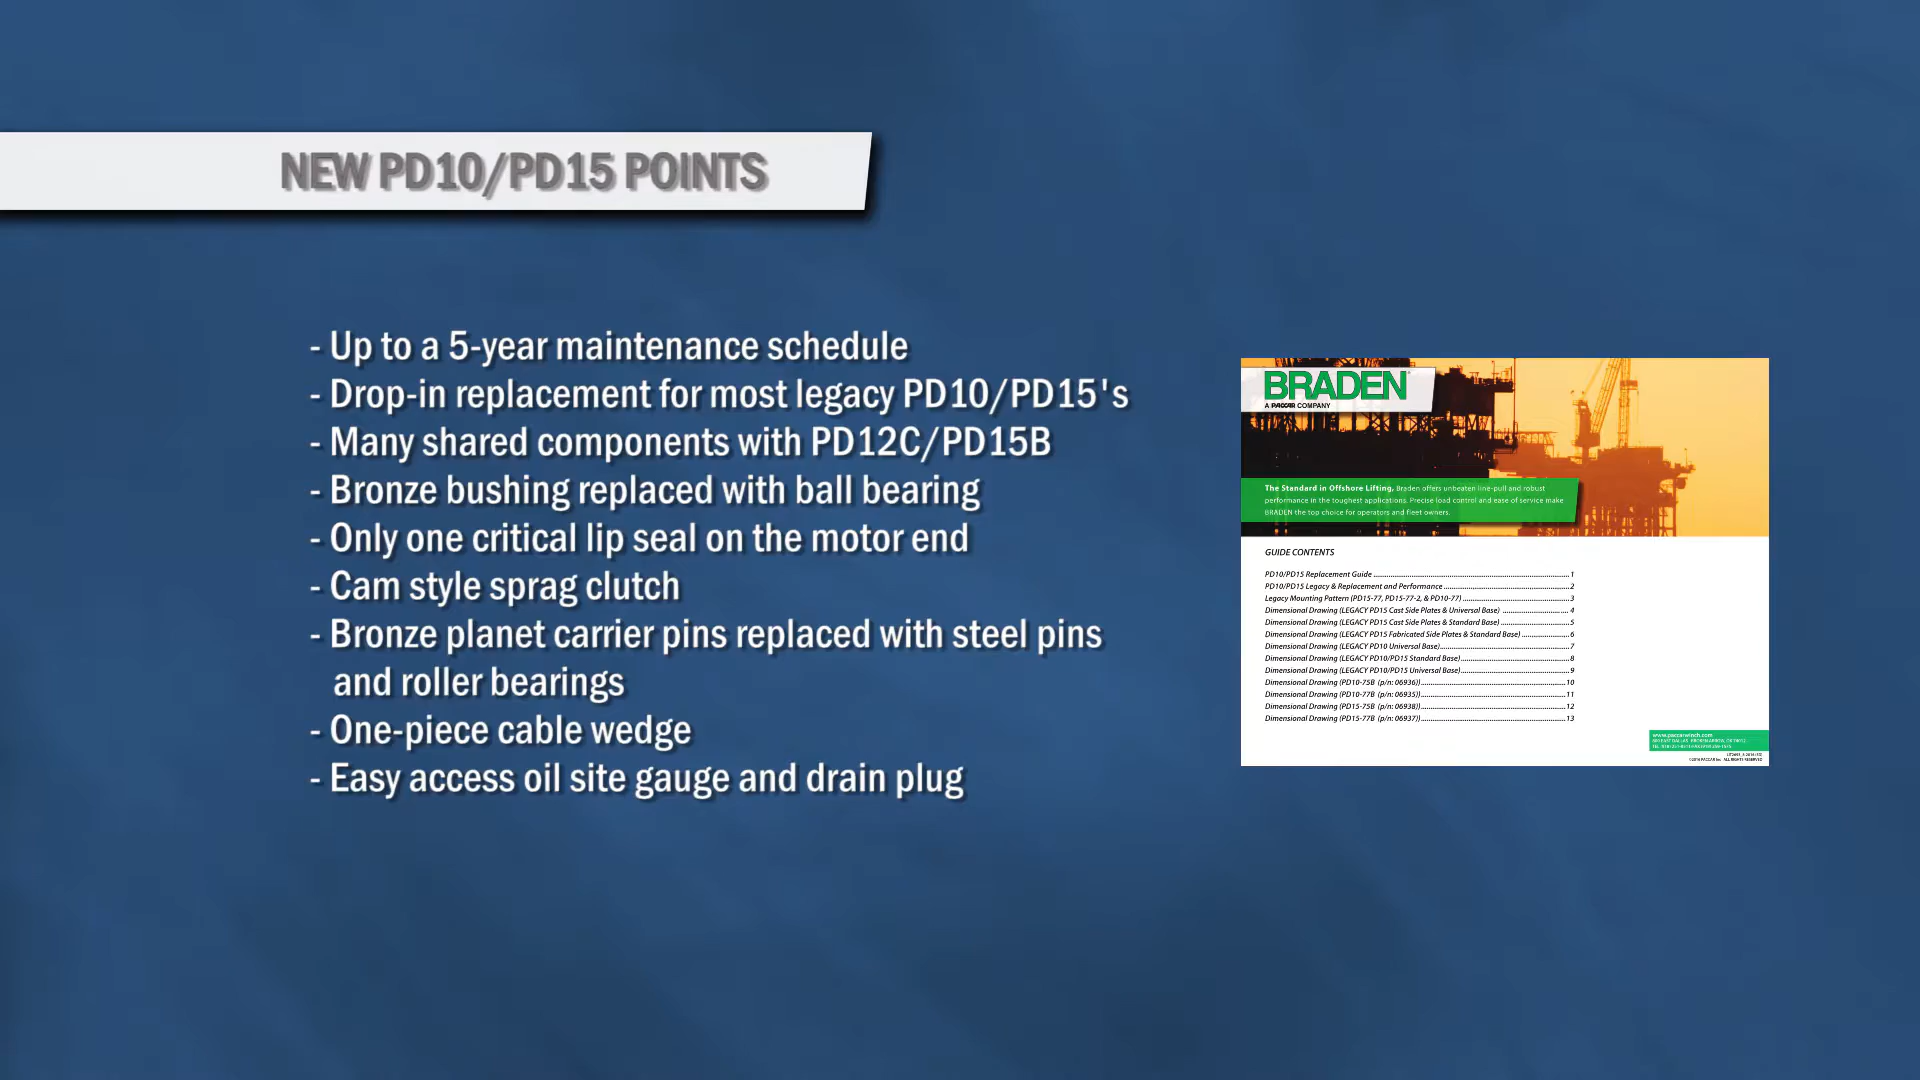 NEW PD10/PD15 POINTS
- Up to a 5-year maintenance schedule
- Drop-in replacement for most legacy PD10/PD15's
- Many shared components with PD12C/PD15B
- Bronze bushing replaced with ball bearing
- Only one critical lip seal on the motor end
- Cam style sprag clutch
- Bronze planet carrier pins replaced with steel pins
and roller bearings
- One-piece cable wedge
- Easy access oil site gauge and drain plug
BRADEN
A PACCAR COMPANY
The Standard in Offshore Lifting, Braden offers unbeaten line-pull and robust
performance in the toughest applications. Precise load control and ease of service make
BRADEN the top choice for operators and fleet owners.
GUIDE CONTENTS
PD10/PD15 Replacement Guide 1
PD10/PD15 Legacy & Replacement and Performance 2
Legacy Mounting Pattern (PD15-77, PD15-77-2, & PD10-77) 3
Dimensional Drawing (LEGACY PD15 Cast Side Plates & Universal Base) 4
Dimensional Drawing (LEGACY PD15 Cast Side Plates & Standard Base) 5
Dimensional Drawing (LEGACY PD15 Fabricated Side Plates & Standard Base) 6
Dimensional Drawing (LEGACY PD10 Universal Base) 7
Dimensional Drawing (LEGACY PD10/PD15 Standard Base) 8
Dimensional Drawing (LEGACY PD10/PD15 Universal Base) 9
Dimensional Drawing (PD10-75B (p/n: 06936)) 10
Dimensional Drawing (PD10-77B (p/n: 06935)) 11
Dimensional Drawing (PD15-75B (p/n: 06938)) 12
Dimensional Drawing (PD15-77B (p/n: 06937)) 13
www.paccarwinch.com
ALL RIGHTS RESERVED